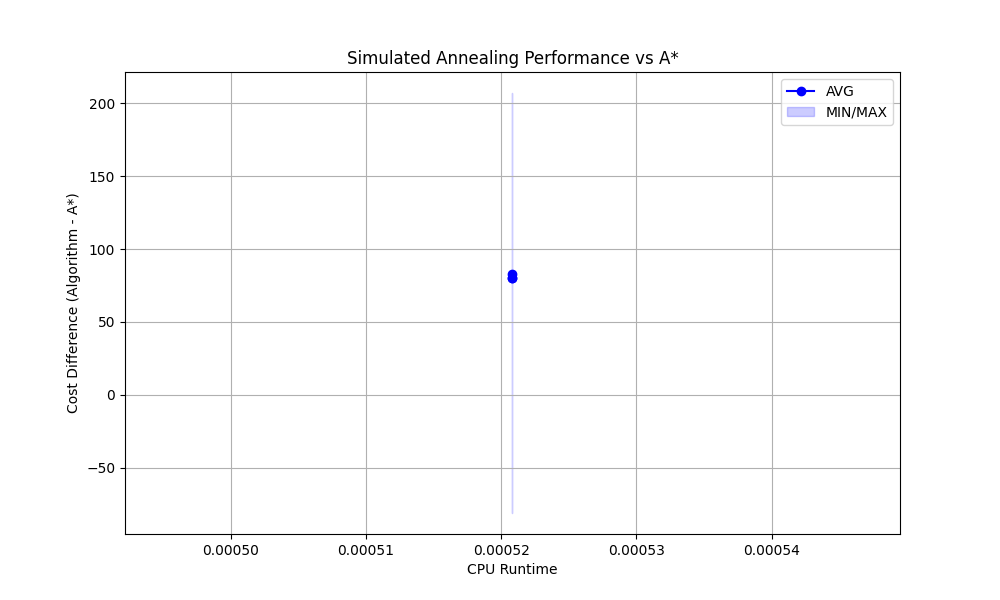 Simulated Annealing Performance vs A*
AVG
MIN/MAX
Cost Difference (Algorithm - A*)
200
150
100
50
0
−50
0.00050
0.00051
0.00052
0.00053
0.00054
CPU Runtime